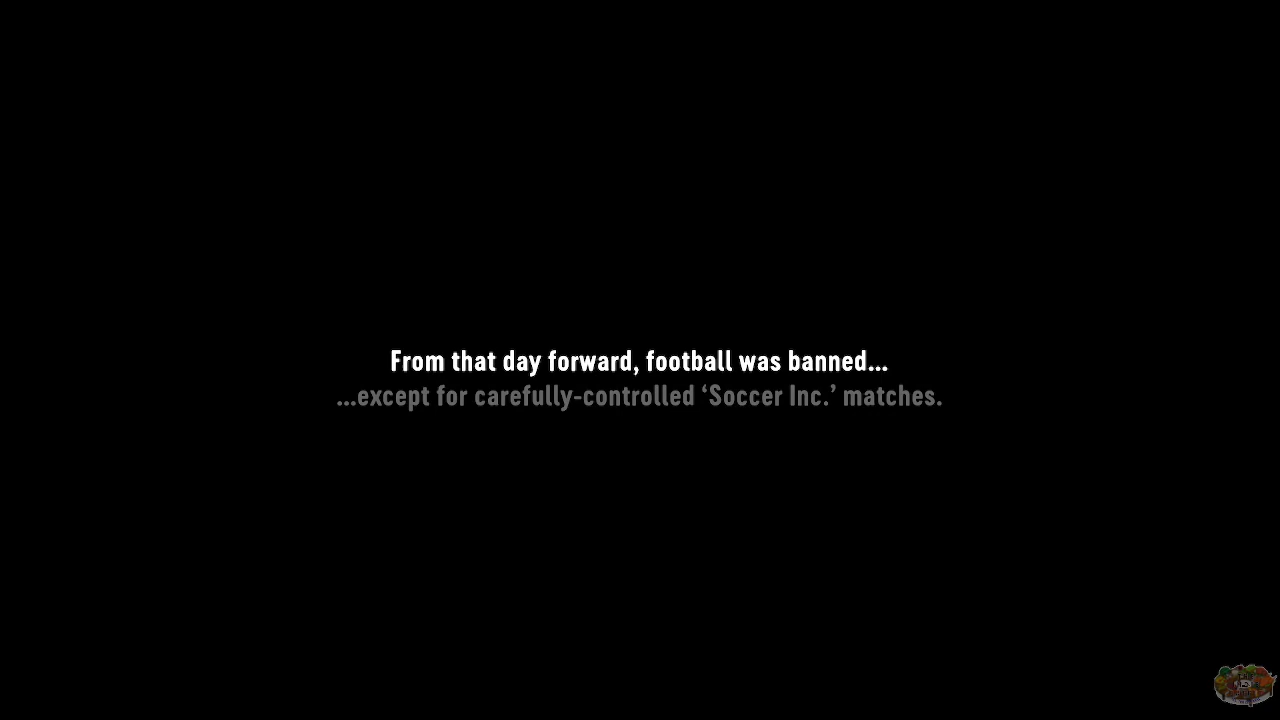 From that day forward, football was banned...
...except for carefully-controlled ‘Soccer Inc.’ matches.